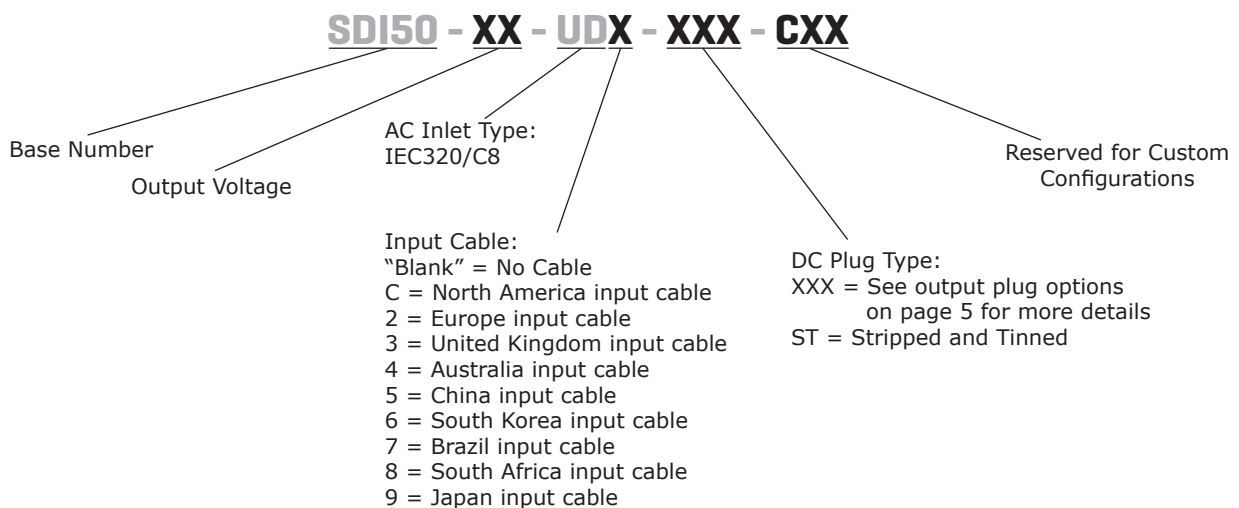 SDI50 - XX - UDX - XXX - CXX
Base Number
Output Voltage
AC Inlet Type:
IEC320/C8
Input Cable:
“Blank” = No Cable
C = North America input cable
2 = Europe input cable
3 = United Kingdom input cable
4 = Australia input cable
5 = China input cable
6 = South Korea input cable
7 = Brazil input cable
8 = South Africa input cable
9 = Japan input cable
DC Plug Type:
XXX = See output plug options
on page 5 for more details
ST = Stripped and Tinned
Reserved for Custom
Configurations